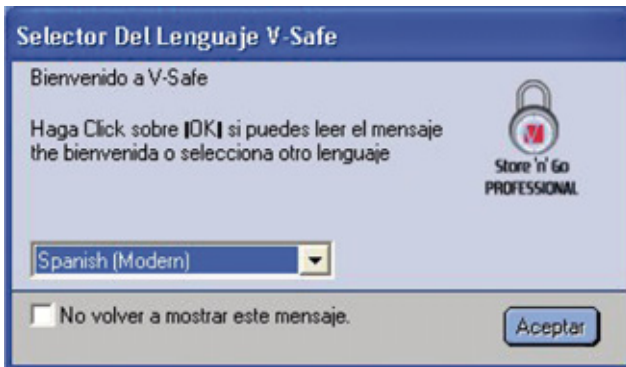 Selector Del Lenguaje V-Safe
Bienvenido a V-Safe
Haga Click sobre |OK| si puedes leer el mensaje
the bienvenida o selecciona otro lenguaje
Store 'n' Go
PROFESSIONAL
Spanish (Modern)
No volver a mostrar este mensaje.
Aceptar